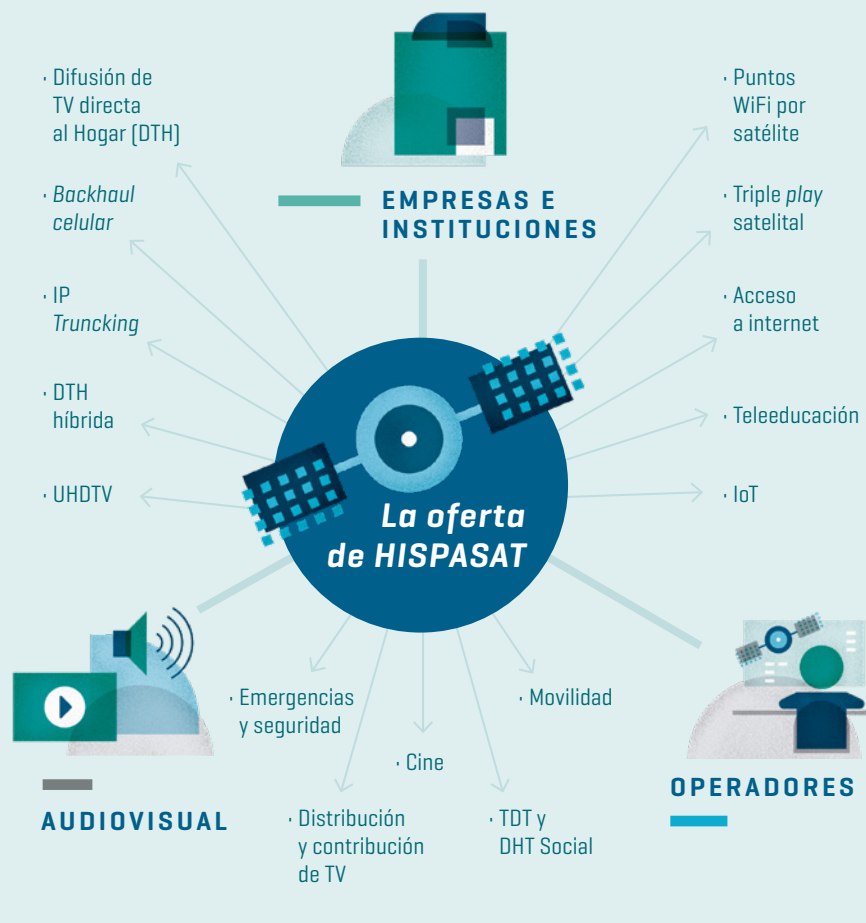 · Difusión de
TV directa
al Hogar (DTH)
· Backhaul
celular
· IP
Truncking
· DTH
híbrida
· UHDTV
EMPRESAS E
INSTITUCIONES
· Puntos
WiFi por
satélite
· Triple play
satelital
· Acceso
a internet
· Teleeducación
· IoT
La oferta
de HISPASAT
AUDIOVISUAL
· Emergencias
y seguridad
· Distribución
y contribución
de TV
· Cine
· TDT y
DHT Social
· Movilidad
OPERADORES